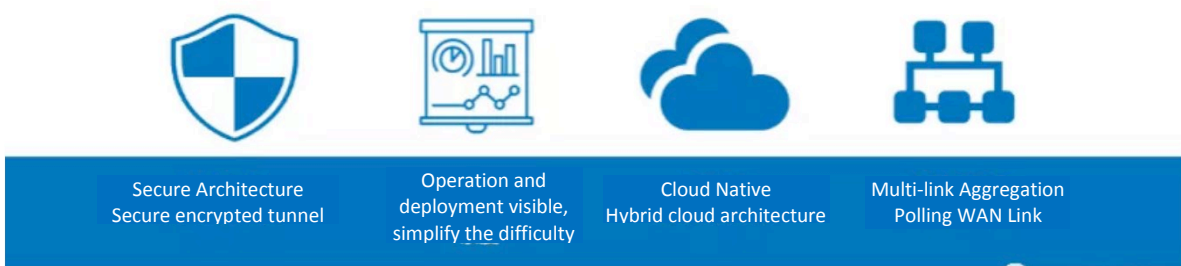 Secure Architecture
Secure encrypted tunnel
Operation and
deployment visible,
simplify the difficulty
Cloud Native
Hybrid cloud architecture
Multi-link Aggregation
Polling WAN Link